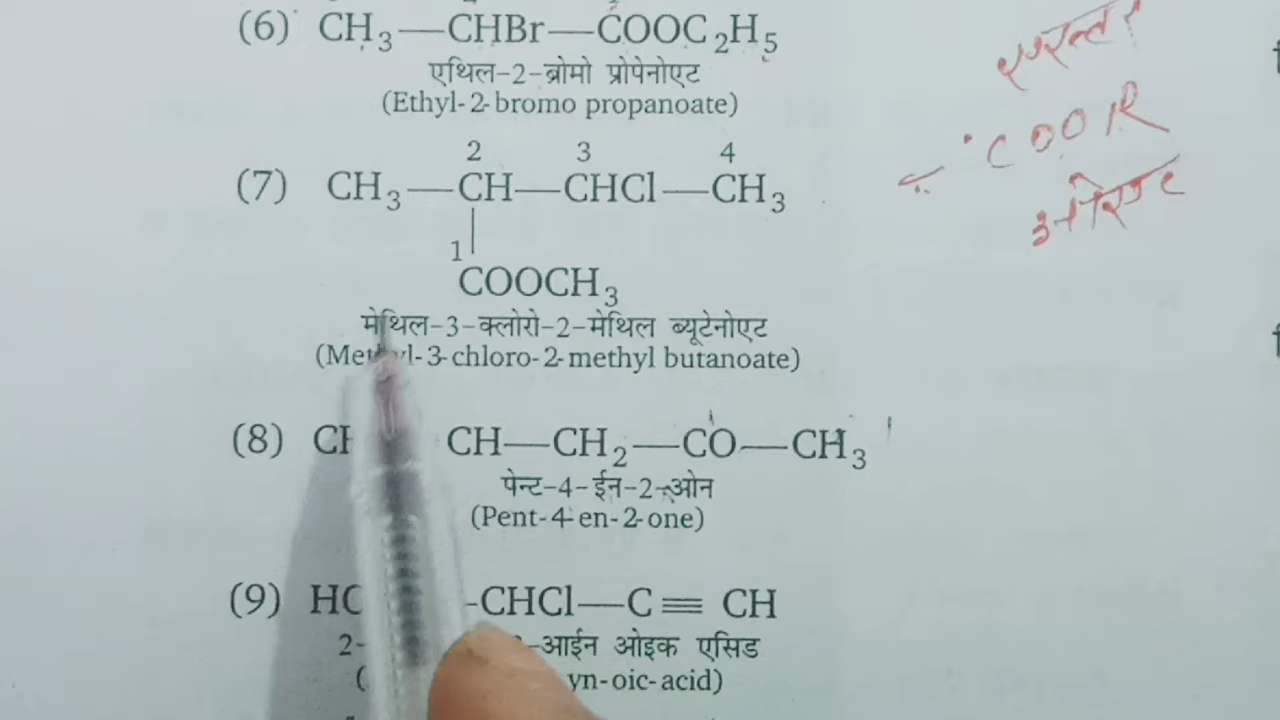 (6) CH₃—CHBr—COOC₂H₅
एथिल-2-ब्रोमो प्रोपेनोएट
(Ethyl-2-bromo propanoate)
2 3 4
(7) CH₃—CH—CHCl—CH₃
1
COOCH₃
मेथिल-3-क्लोरो-2-मेथिल ब्यूटेनोएट
(Methyl-3-chloro-2-methyl butanoate)
(8) CH—CH₂—CO—CH₃
पेन्ट-4-ईन-2-ओन
(Pent-4-en-2-one)
(9) -CHCl—C≡CH
2- -आईन ओइक एसिड
( yn-oic-acid)
COOR